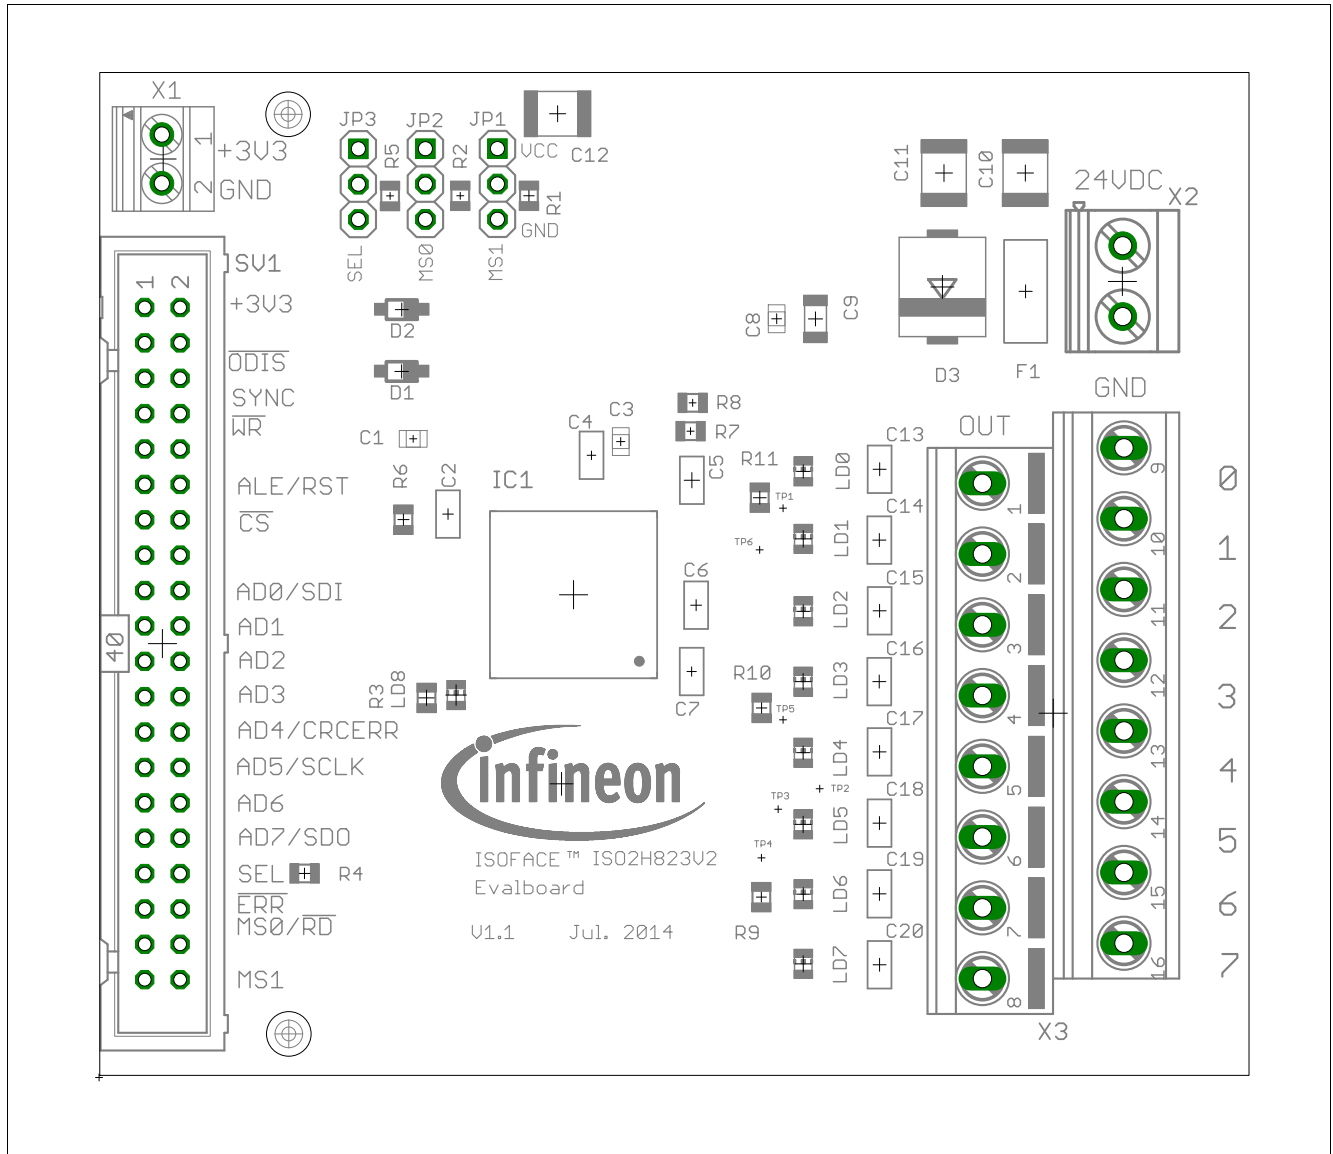 X1
1
+3V3
2
GND
JP3
JP2
JP1
R5
R2
VCC
C12
R1
GND
SEL
MS0
MS1
C11
C10
24VDC
X2
SV1
1
2
+3V3
ODIS
SYNC
WR
ALE/RST
CS
AD0/SDI
AD1
AD2
AD3
AD4/CRCERR
AD5/SCLK
AD6
AD7/SDO
SEL
R4
ERR
MS0/RD
MS1
40
D2
D1
C1
R6
C2
C4
C3
R8
R7
C5
IC1
C6
C7
R3
LD8
C8
C9
D3
F1
GND
OUT
R11
TP1
TP6
R10
TP5
TP2
TP3
TP4
R9
LD0
LD1
LD2
LD3
LD4
LD5
LD6
LD7
C13
C14
C15
C16
C17
C18
C19
C20
1
2
3
4
5
6
7
8
9
10
11
12
13
14
15
16
0
1
2
3
4
5
6
7
X3
infineon
ISOFACE™ ISO2H823V2
Evalboard
V1.1 Jul. 2014